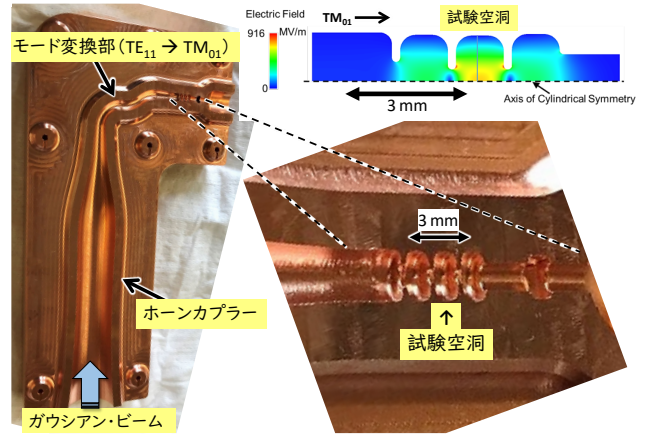 モード変換部(TE11 → TM01)
Electric Field
916 MV/m
0
TM01
試験空洞
3 mm
Axis of Cylindrical Symmetry
3 mm
↑
試験空洞
ホーンカプラー
ガウシアン・ビーム